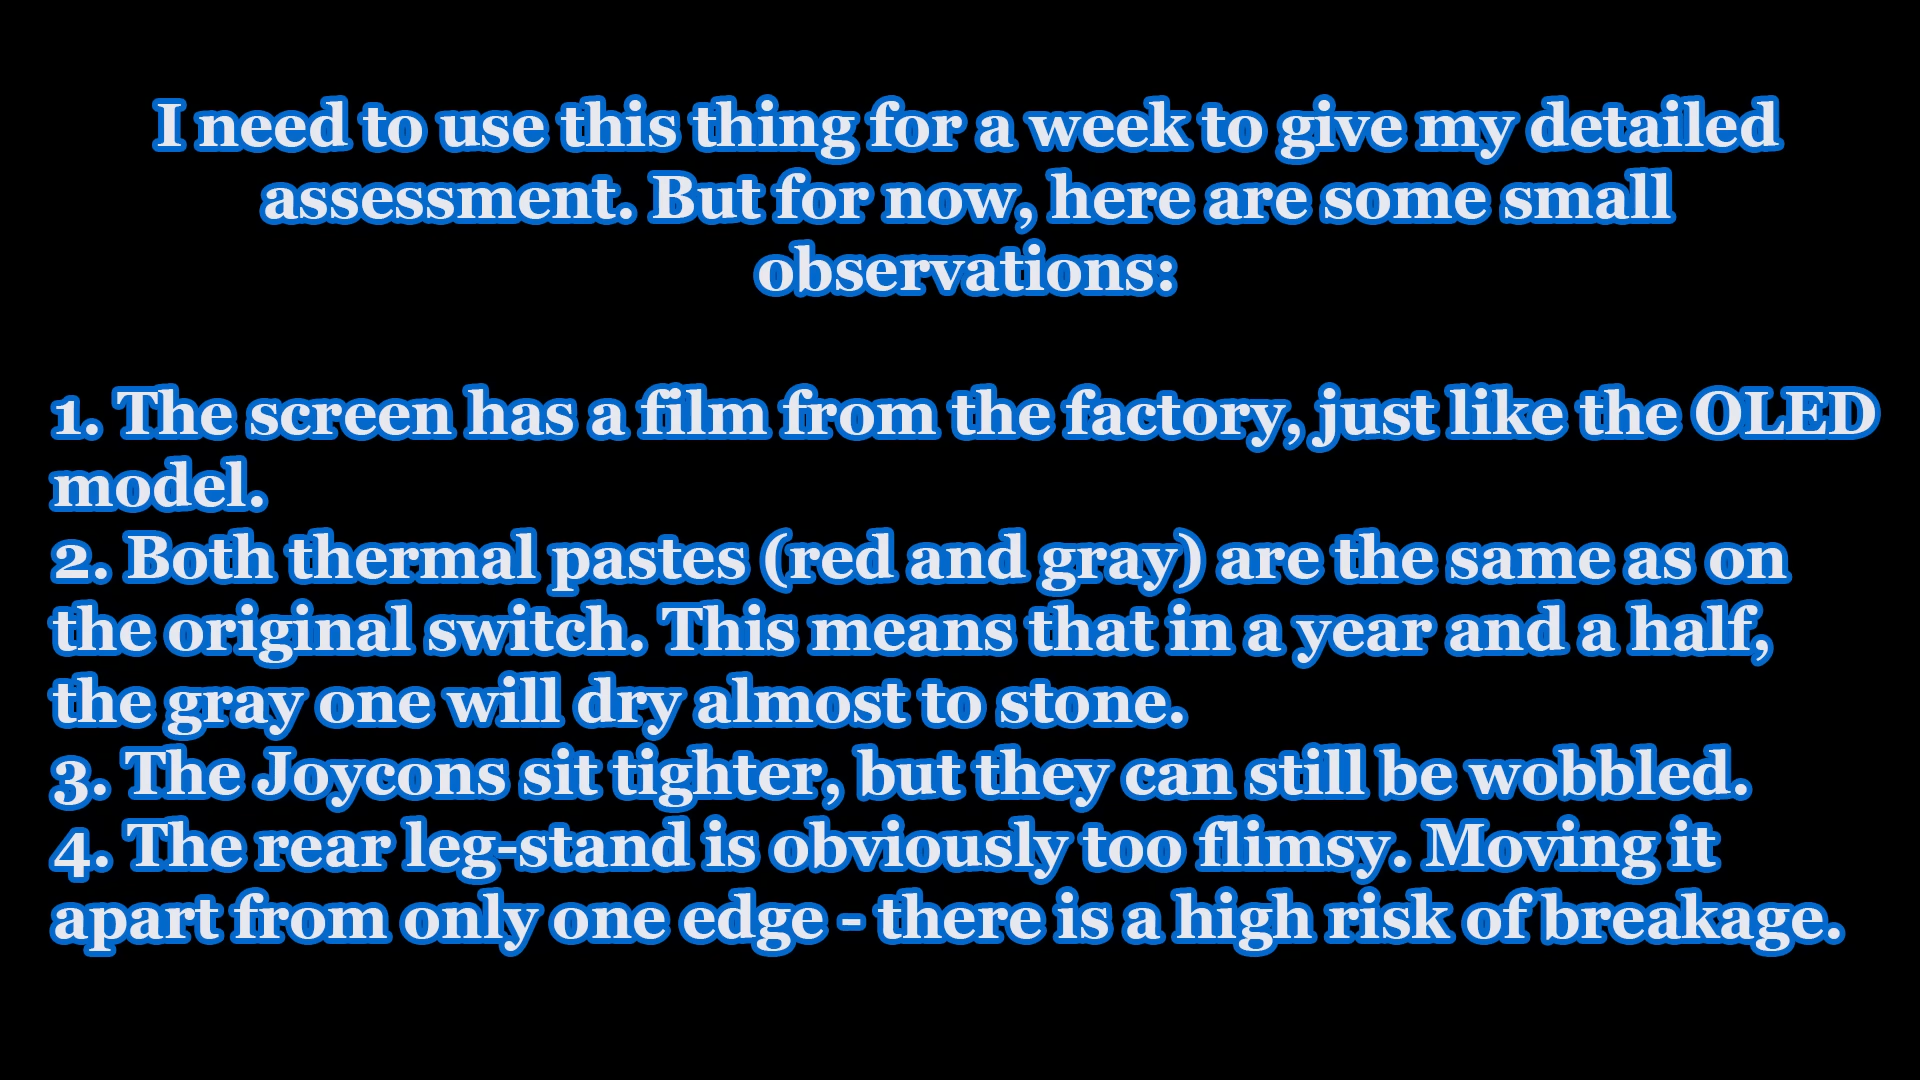 I need to use this thing for a week to give my detailed
assessment. But for now, here are some small
observations:
1. The screen has a film from the factory, just like the OLED
model.
2. Both thermal pastes (red and gray) are the same as on
the original switch. This means that in a year and a half,
the gray one will dry almost to stone.
3. The Joycons sit tighter, but they can still be wobbled.
4. The rear leg-stand is obviously too flimsy. Moving it
apart from only one edge - there is a high risk of breakage.